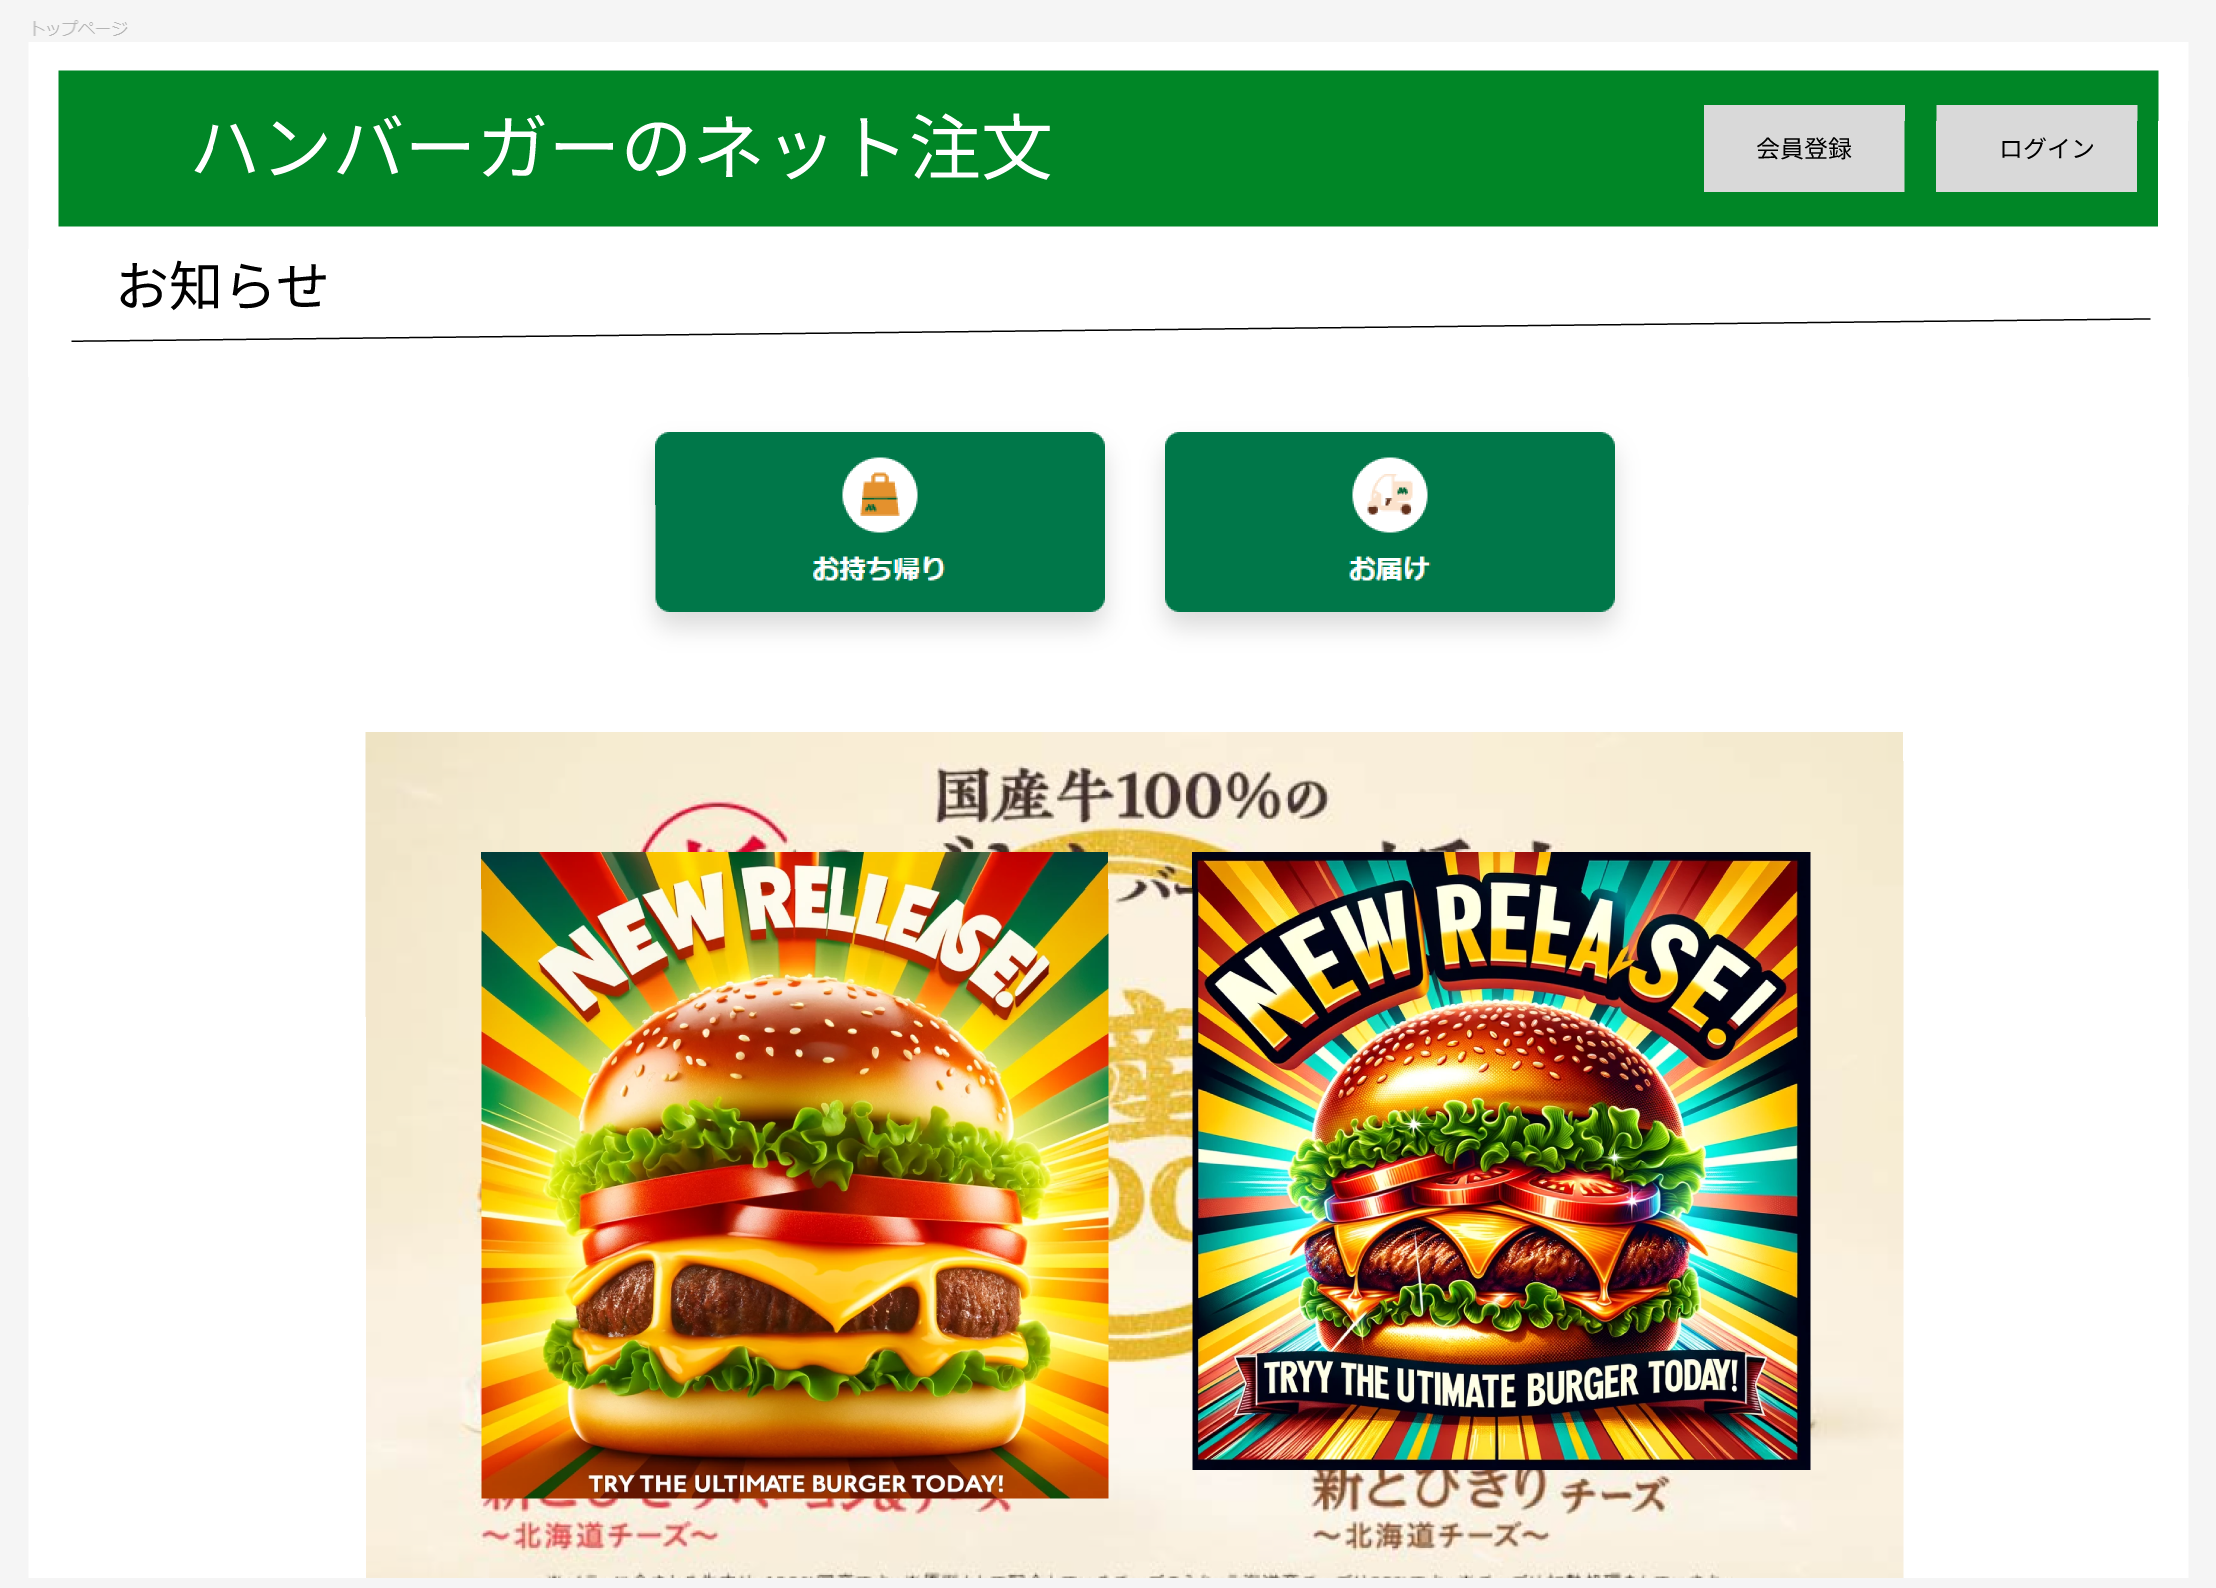 トップページ
ハンバーガーのネット注文
会員登録
ログイン
お知らせ
お持ち帰り
お届け
国産牛100%の
NEW RELLEASE!
NEW RELEASE!
TRYY THE UTIMATE BURGER TODAY!
TRY THE ULTIMATE BURGER TODAY!
新とびきり チーズ
～北海道チーズ～
～北海道チーズ～